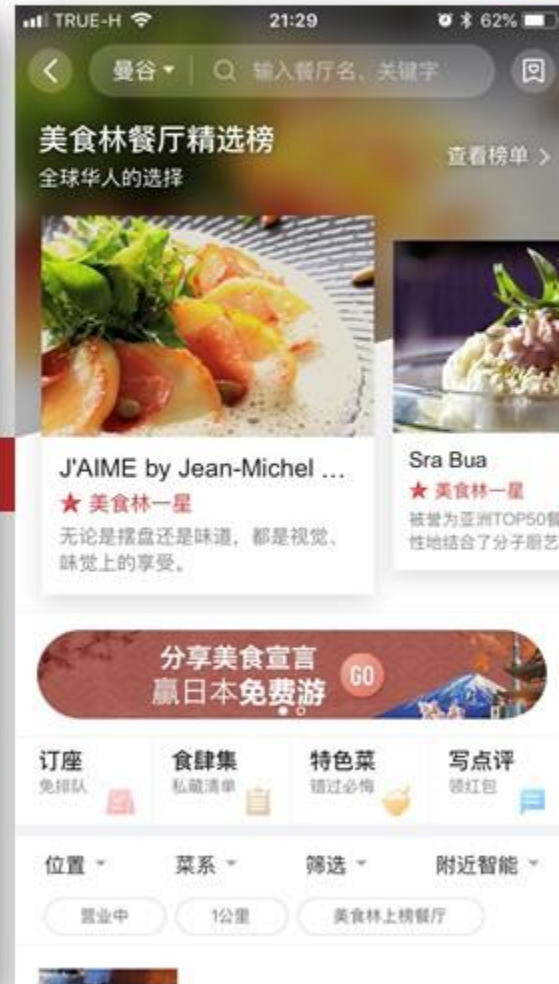 TRUE-H 21:29 62%
曼谷 输入餐厅名、关键字
美食林餐厅精选榜
全球华人的选择
查看榜单 >
J'AIME by Jean-Michel ...
美食林一星
无论是摆盘还是味道，都是视觉、
味觉上的享受。
Sra Bua
美食林一星
被誉为亚洲TOP50餐
性地结合了分子厨艺
分享美食宣言
赢日本免费游
GO
订座 食肆集 特色菜 写点评
免排队 私藏清单 错过必悔 领红包
位置 菜系 筛选 附近智能
营业中 1公里 美食林上榜餐厅